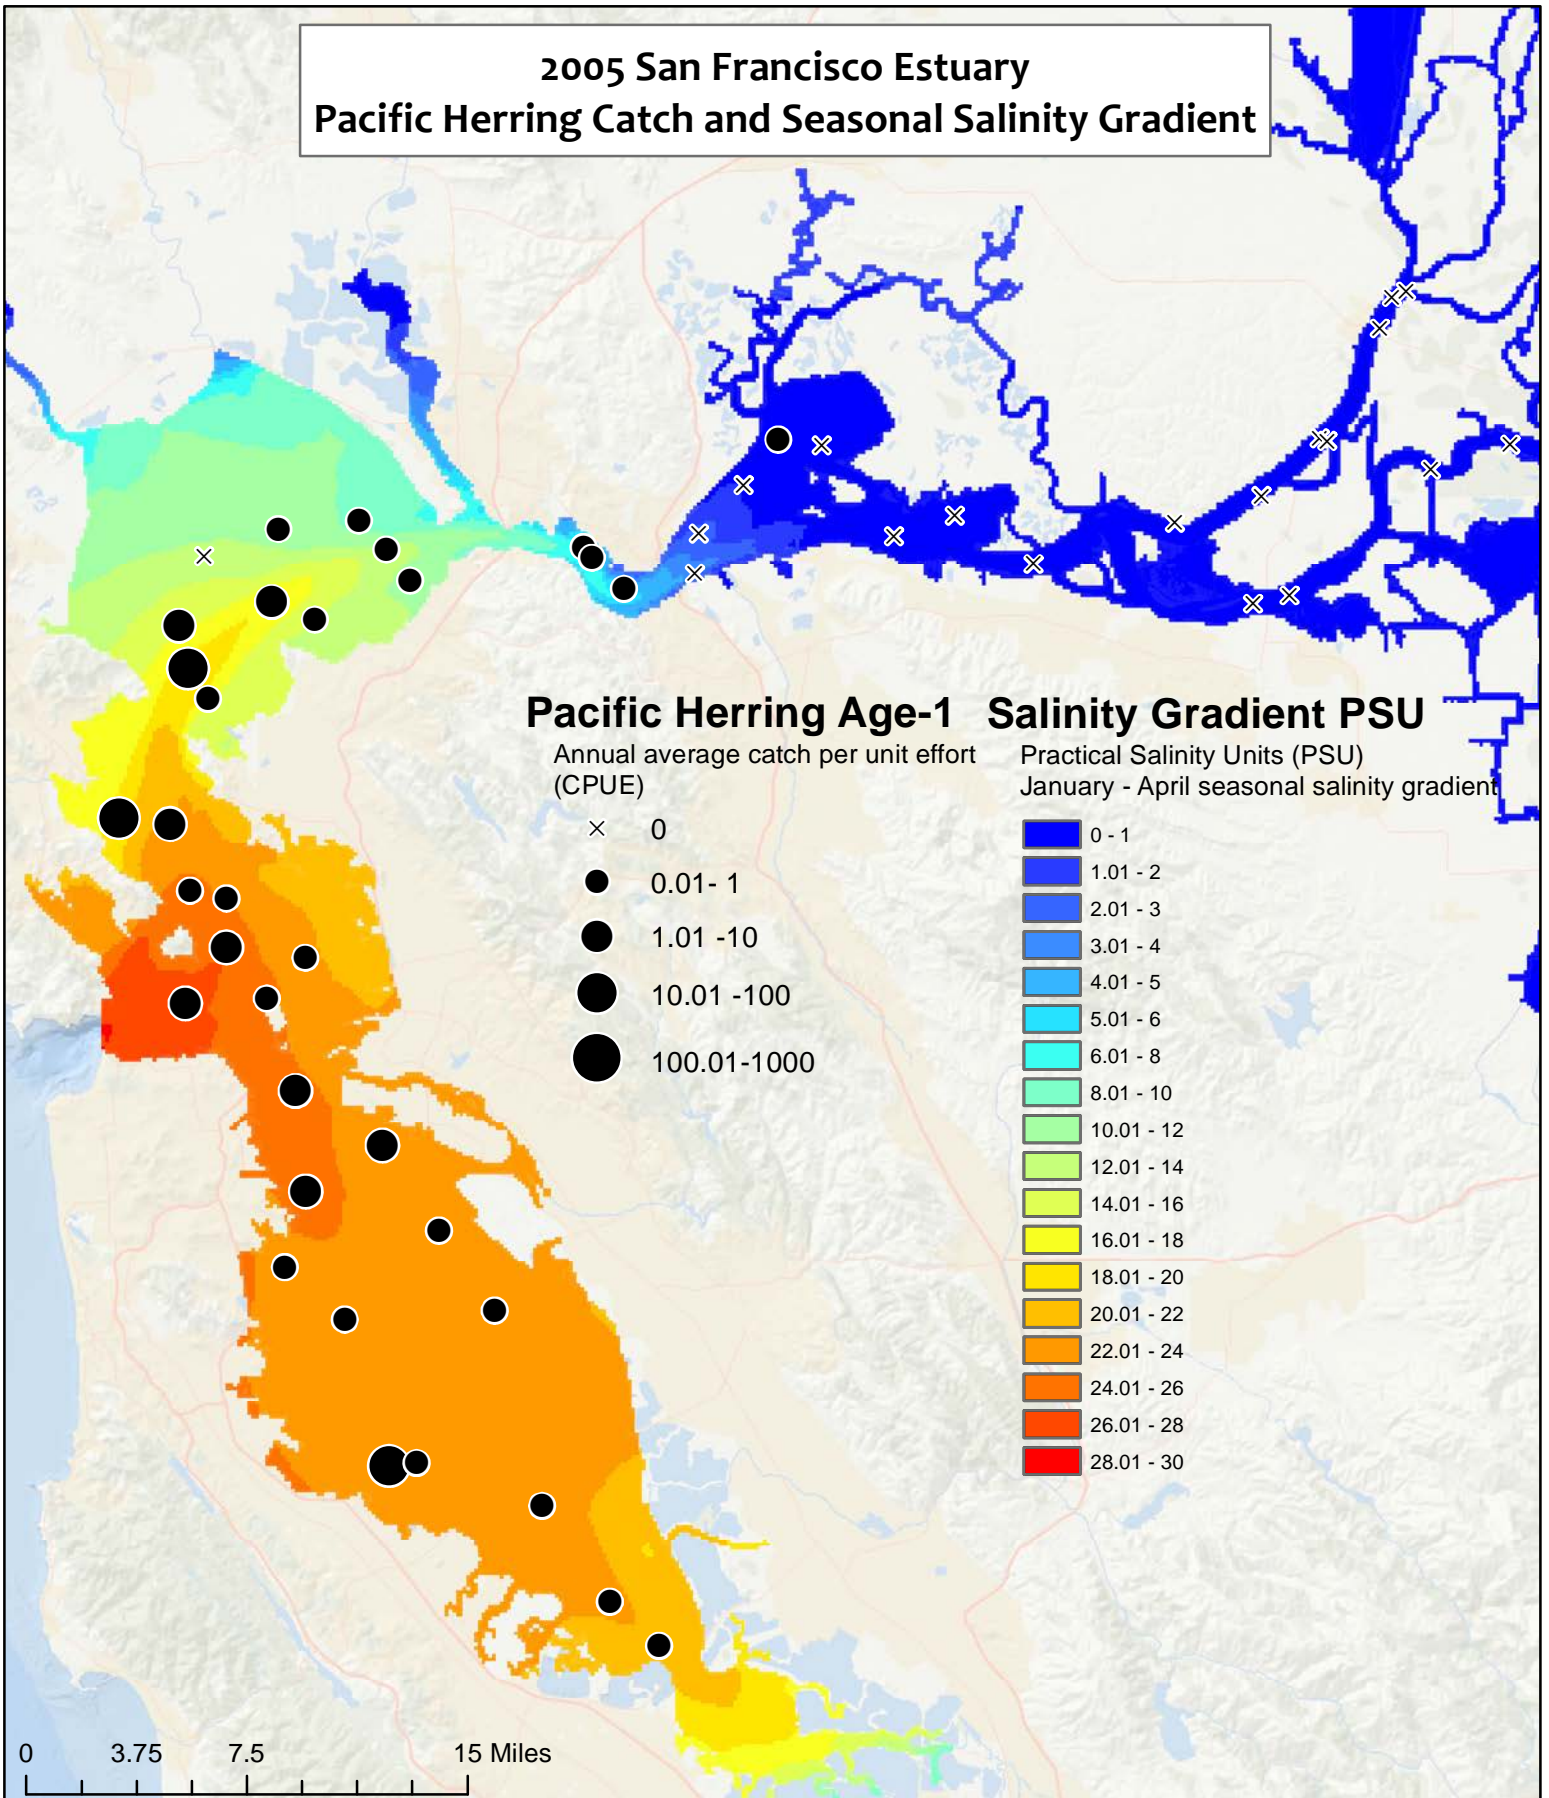 2005 San Francisco Estuary
Pacific Herring Catch and Seasonal Salinity Gradient
Pacific Herring Age-1
Annual average catch per unit effort
(CPUE)
0
0.01- 1
1.01 -10
10.01 -100
100.01-1000
Salinity Gradient PSU
Practical Salinity Units (PSU)
January - April seasonal salinity gradient
0 - 1
1.01 - 2
2.01 - 3
3.01 - 4
4.01 - 5
5.01 - 6
6.01 - 8
8.01 - 10
10.01 - 12
12.01 - 14
14.01 - 16
16.01 - 18
18.01 - 20
20.01 - 22
22.01 - 24
24.01 - 26
26.01 - 28
28.01 - 30
0 3.75 7.5 15 Miles